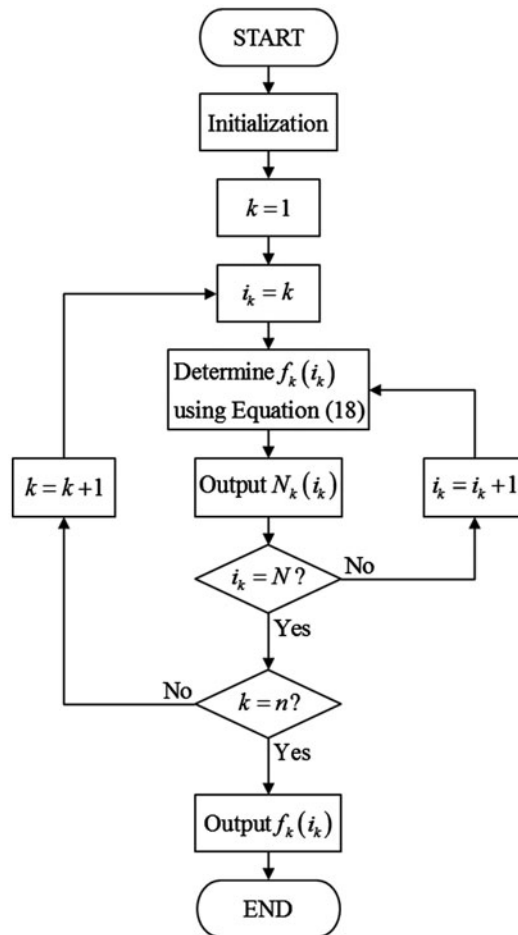 START
Initialization
k = 1
i_k = k
Determine f_k(i_k)
using Equation (18)
k = k+1
Output N_k(i_k)
i_k = i_k+1
i_k = N?
No
Yes
No
k = n?
Yes
Output f_k(i_k)
END